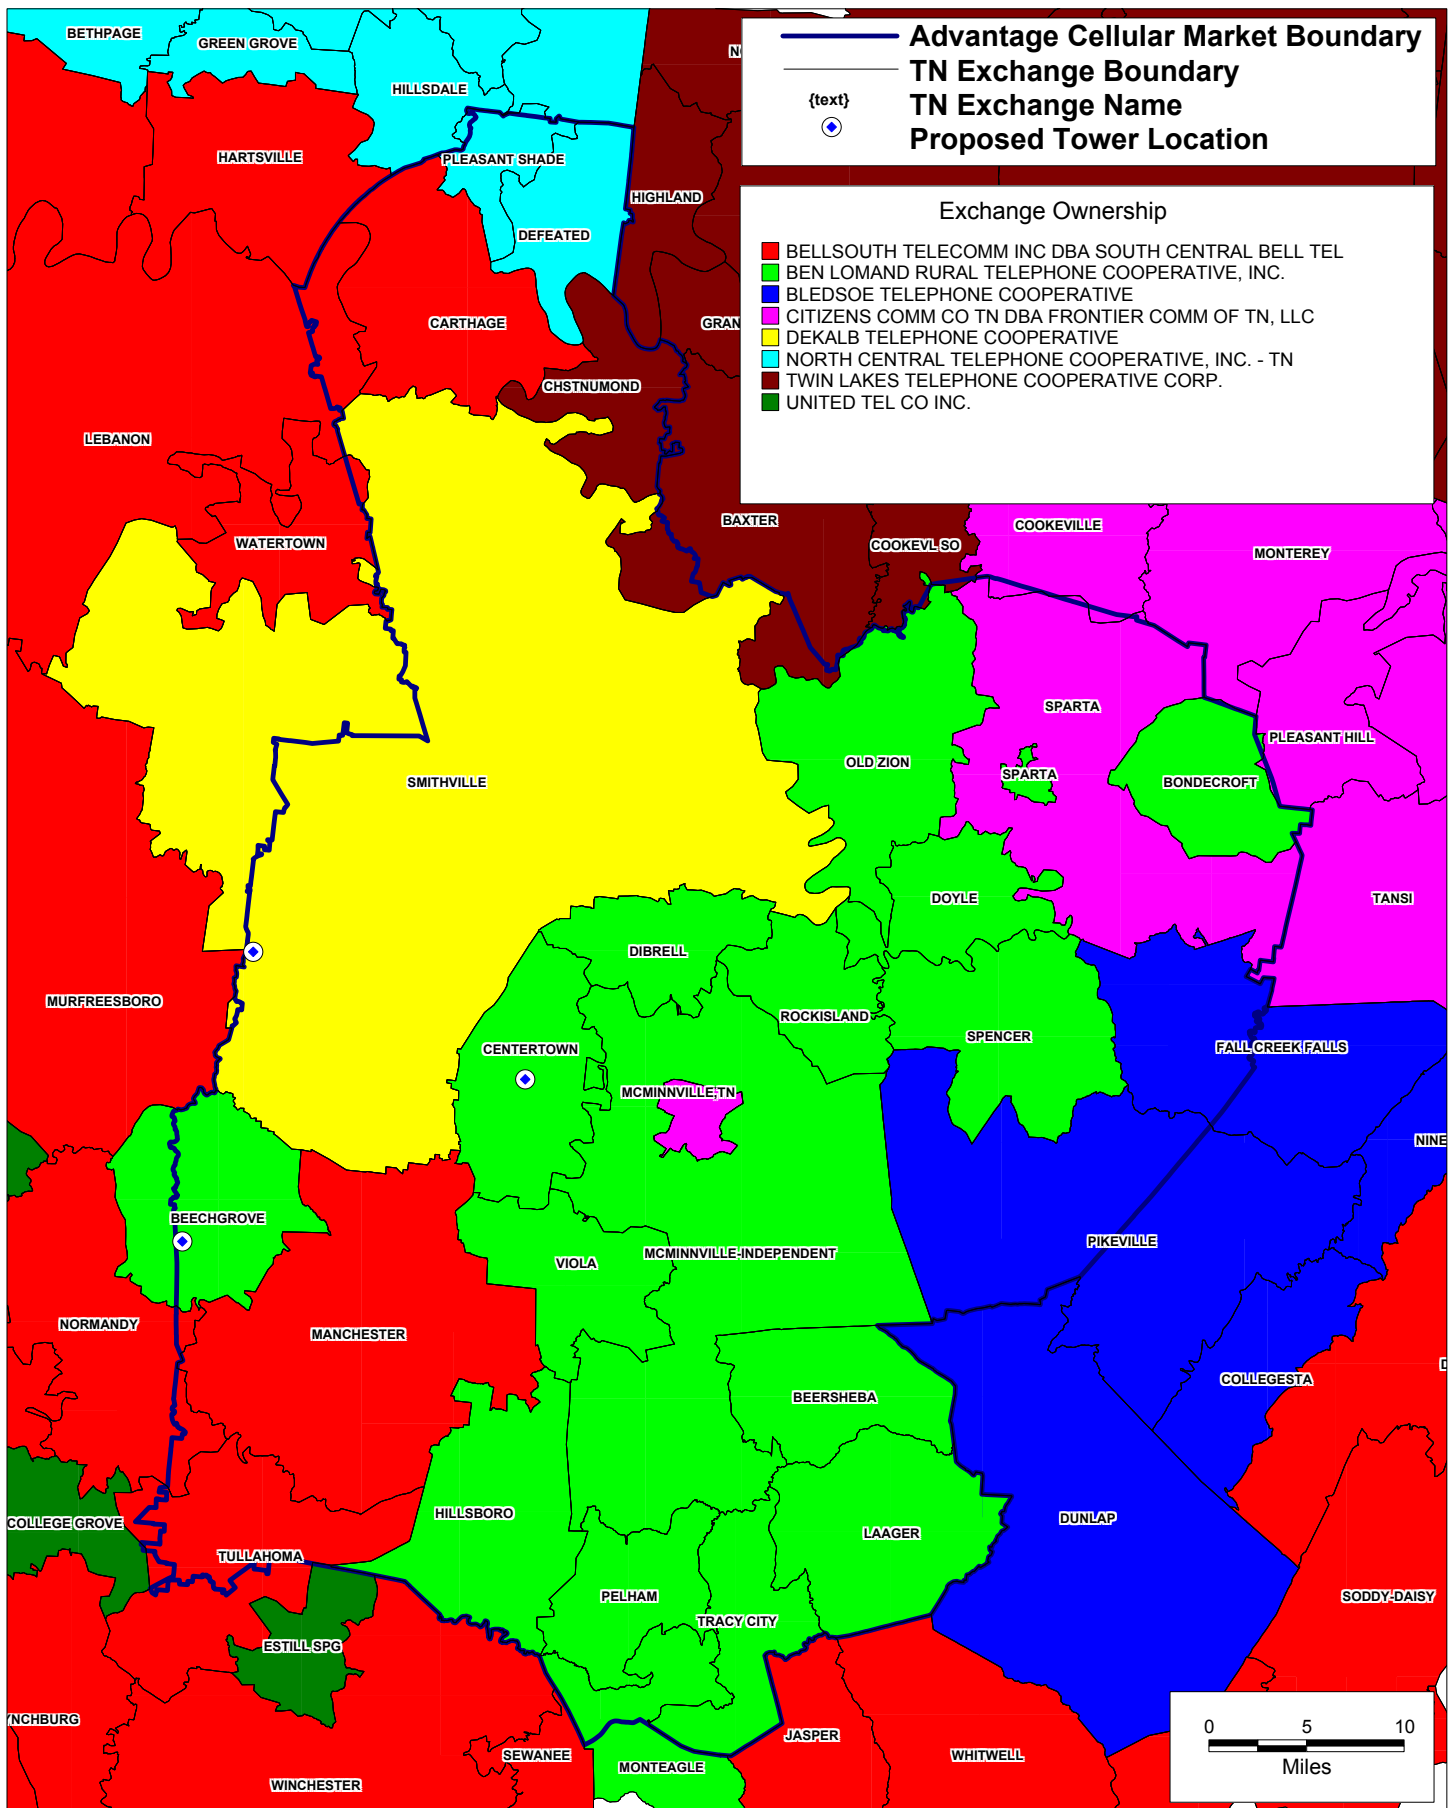 BETHPAGE
GREEN GROVE
HILLSDALE
Advantage Cellular Market Boundary
TN Exchange Boundary
{text} TN Exchange Name
Proposed Tower Location
HARTSVILLE
PLEASANT SHADE
HIGHLAND
DEFEATED
Exchange Ownership
BELLSOUTH TELECOMM INC DBA SOUTH CENTRAL BELL TEL
BEN LOMAND RURAL TELEPHONE COOPERATIVE, INC.
BLEDSOE TELEPHONE COOPERATIVE
CITIZENS COMM CO TN DBA FRONTIER COMM OF TN, LLC
DEKALB TELEPHONE COOPERATIVE
NORTH CENTRAL TELEPHONE COOPERATIVE, INC. - TN
TWIN LAKES TELEPHONE COOPERATIVE CORP.
UNITED TEL CO INC.
CARTHAGE
GRAN
CHSTNUMOND
LEBANON
BAXTER
COOKEVILLE
WATERTOWN
COOKEVL SO
MONTEREY
SPARTA
PLEASANT HILL
OLD ZION
SPARTA
SMITHVILLE
BONDECROFT
DOYLE
TANSI
DIBRELL
MURFREESBORO
ROCKISLAND
SPENCER
CENTERTOWN
FALL CREEK FALLS
MCMINNVILLE,TN
NINE
BEECHGROVE
PIKEVILLE
MCMINNVILLE-INDEPENDENT
VIOLA
NORMANDY
MANCHESTER
COLLEGESTA
BEERSHEBA
HILLSBORO
DUNLAP
COLLEGE GROVE
LAAGER
TULLAHOMA
PELHAM
SODDY-DAISY
TRACY CITY
ESTILL SPG
YNCHBURG
0 5 10
Miles
JASPER
SEWANEE
WHITWELL
MONTEAGLE
WINCHESTER